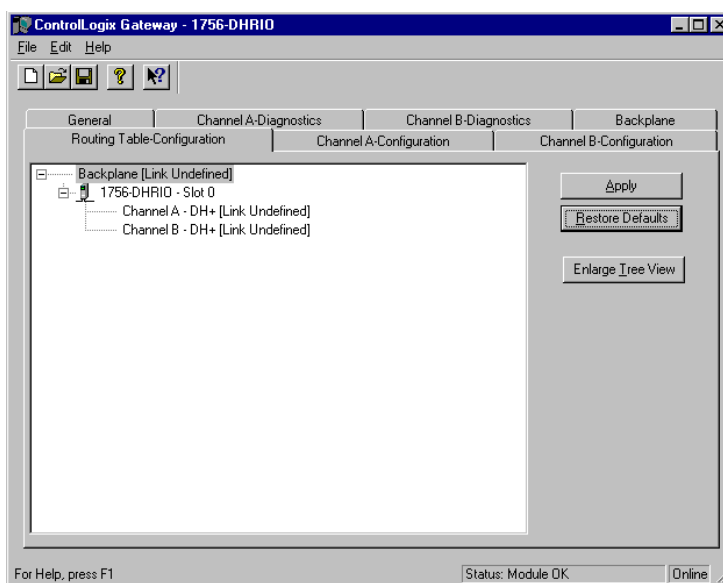 ControlLogix Gateway - 1756-DHRIO
File Edit Help
General Channel A-Diagnostics Channel B-Diagnostics Backplane
Routing Table-Configuration Channel A-Configuration Channel B-Configuration
Backplane [Link Undefined]
1756-DHRIO - Slot 0
Channel A - DH+ [Link Undefined]
Channel B - DH+ [Link Undefined]
Apply
Restore Defaults
Enlarge Tree View
For Help, press F1 Status: Module OK Online